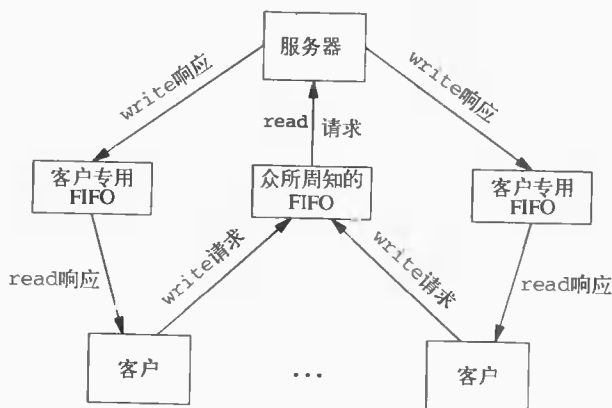 服务器
write响应
write响应
read 请求
客户专用
FIFO
众所周知的
FIFO
客户专用
FIFO
read响应
write请求
write请求
read响应
客户
...
客户